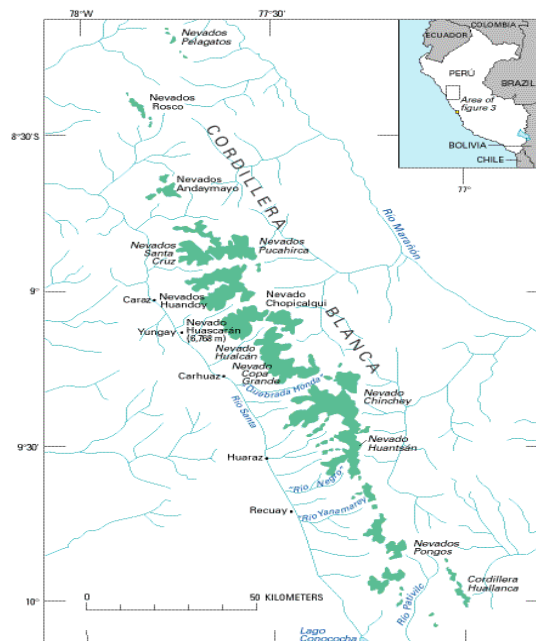 78°W
77°30'
77°
COLOMBIA
ECUADOR
PERÚ
BRAZIL
Area of
figure 3
BOLIVIA
CHILE
Nevados
Pelagatos
Nevados
Rosco
8°30'S
CORDILLERA
Nevados
Andaymayo
Río Marañón
Nevados
Santa
Cruz
Nevados
Pucahirca
9°
Caraz
Nevados
Huandoy
Nevado
Chopicalqui
BLANCA
Yungay
Nevado
Huascarán
(6,768 m)
Nevado
Hualcán
Nevado
Copa
Grande
Carhuaz
"Quebrada Honda"
Nevado
Chinchey
Río Santa
Nevado
Huantsán
9°30'
Huaraz
"Río Negro"
Recuay
"Río Yanamarey"
Nevados
Pongos
Cordillera
Huallanca
Río Pativilc
10°
0
50 KILOMETERS
Lago
Conococha